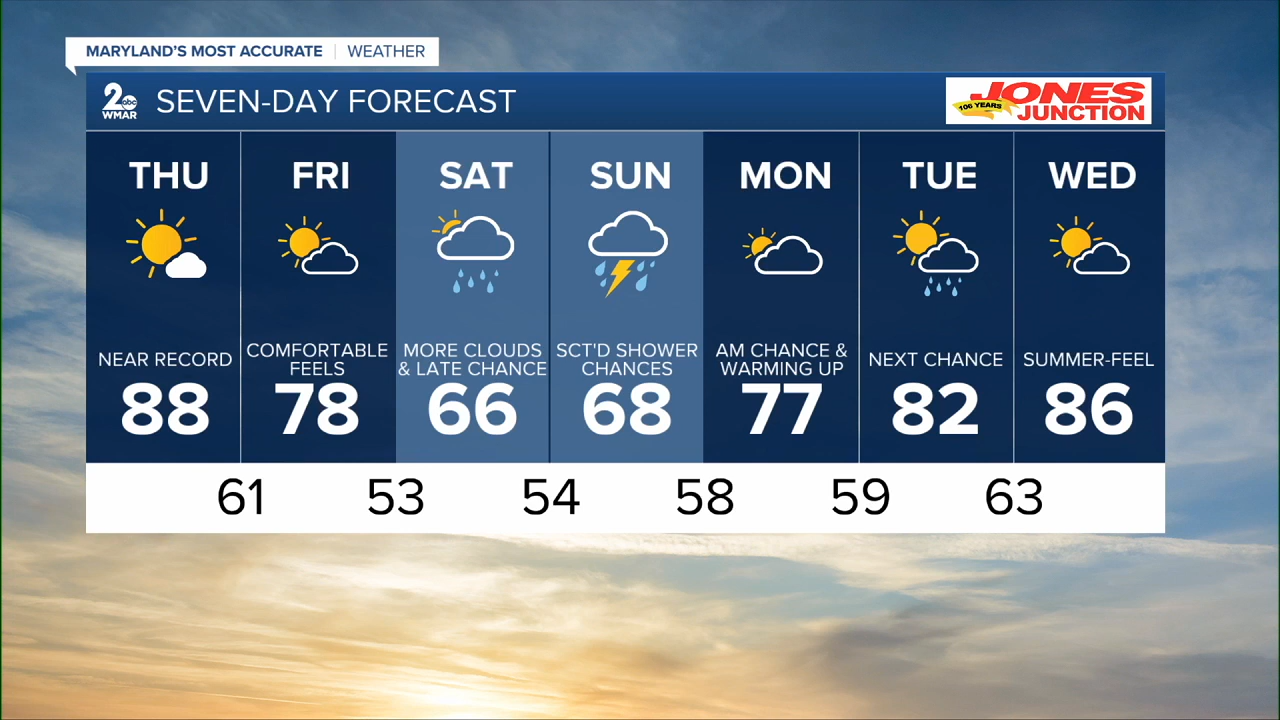 MARYLAND'S MOST ACCURATE | WEATHER
2 abc
WMAR
SEVEN-DAY FORECAST
JONES
106 YEARS
JUNCTION
THU FRI SAT SUN MON TUE WED
NEAR RECORD
COMFORTABLE
FEELS
MORE CLOUDS
& LATE CHANCE
SCT'D SHOWER
CHANCES
AM CHANCE &
WARMING UP
NEXT CHANCE
SUMMER-FEEL
88 78 66 68 77 82 86
61 53 54 58 59 63